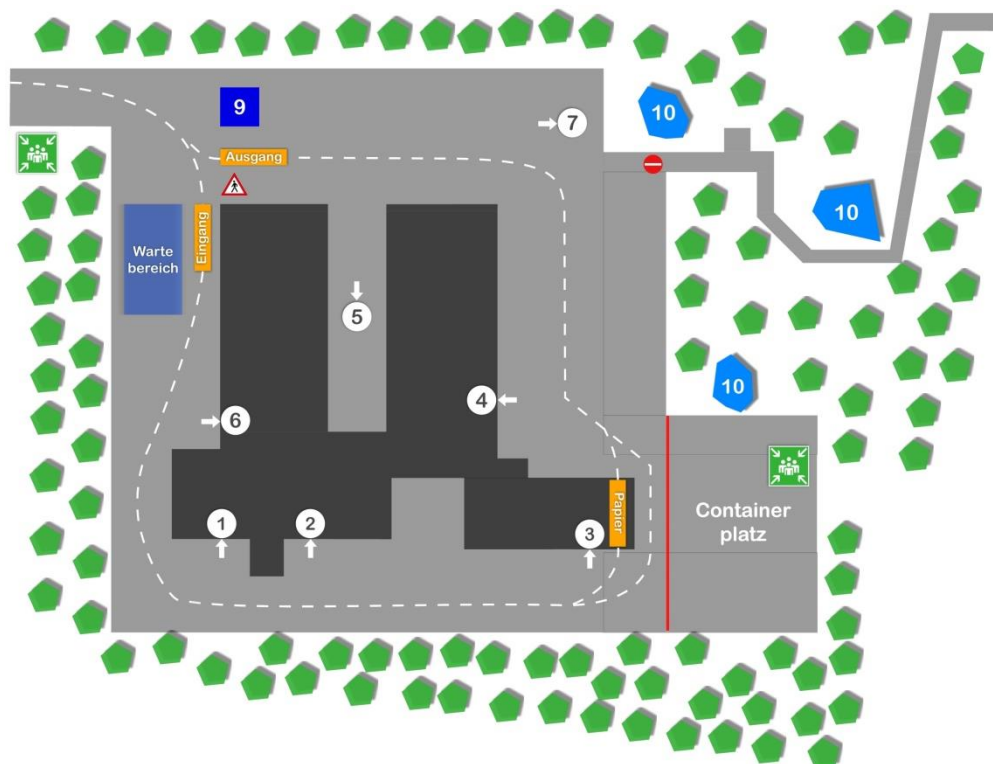 9
7
10
Ausgang
10
Eingang
Warte
bereich
5
10
4
6
Papier
Container
platz
1
2
3